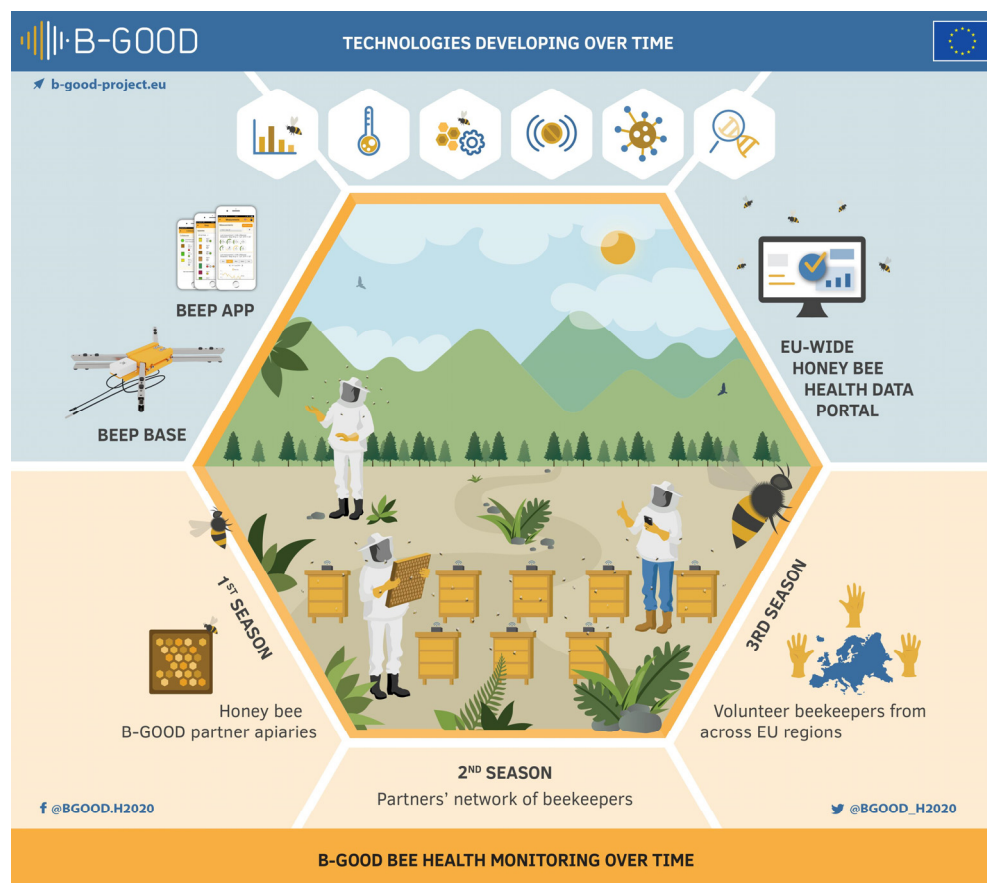 B-GOOD
TECHNOLOGIES DEVELOPING OVER TIME
b-good-project.eu
BEEP APP
BEEP BASE
EU-WIDE
HONEY BEE
HEALTH DATA
PORTAL
1ST SEASON
Honey bee
B-GOOD partner apiaries
2ND SEASON
Partners' network of beekeepers
3RD SEASON
Volunteer beekeepers from
across EU regions
@BGOOD.H2020
@BGOOD_H2020
B-GOOD BEE HEALTH MONITORING OVER TIME